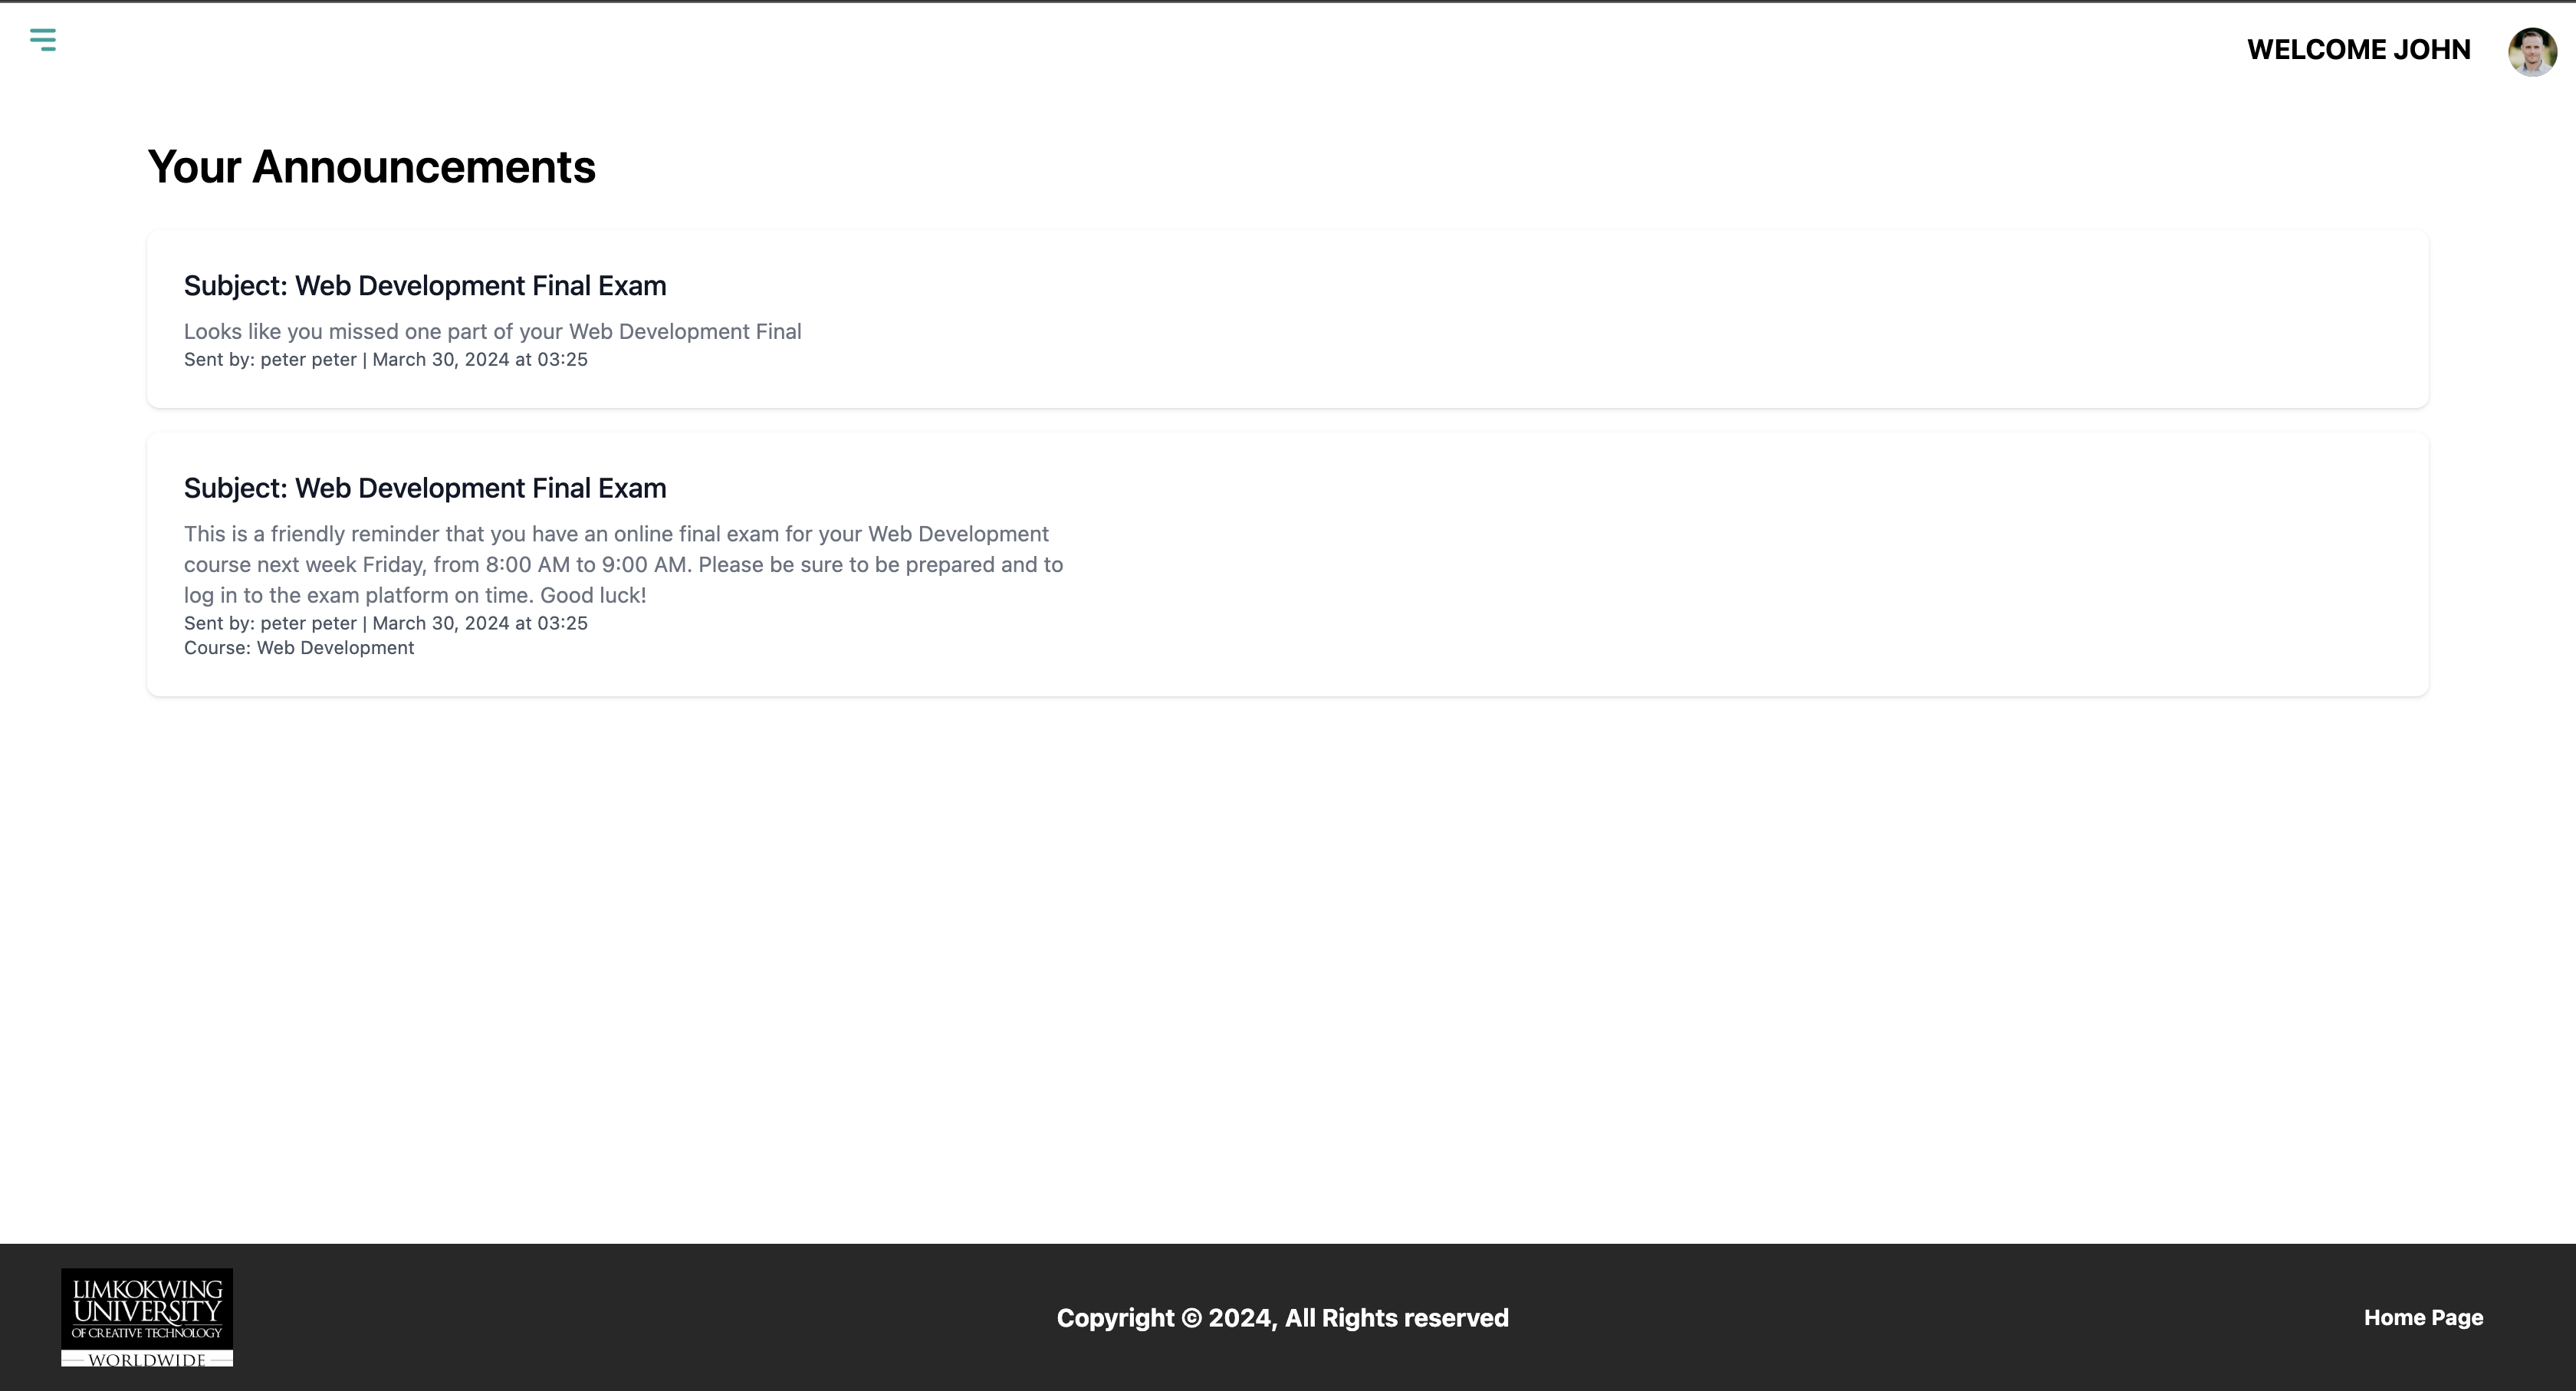 WELCOME JOHN
Your Announcements
Subject: Web Development Final Exam
Looks like you missed one part of your Web Development Final
Sent by: peter peter | March 30, 2024 at 03:25
Subject: Web Development Final Exam
This is a friendly reminder that you have an online final exam for your Web Development
course next week Friday, from 8:00 AM to 9:00 AM. Please be sure to be prepared and to
log in to the exam platform on time. Good luck!
Sent by: peter peter | March 30, 2024 at 03:25
Course: Web Development
LIMKOKWING
UNIVERSITY
OF CREATIVE TECHNOLOGY
WORLDWIDE
Copyright © 2024, All Rights reserved
Home Page